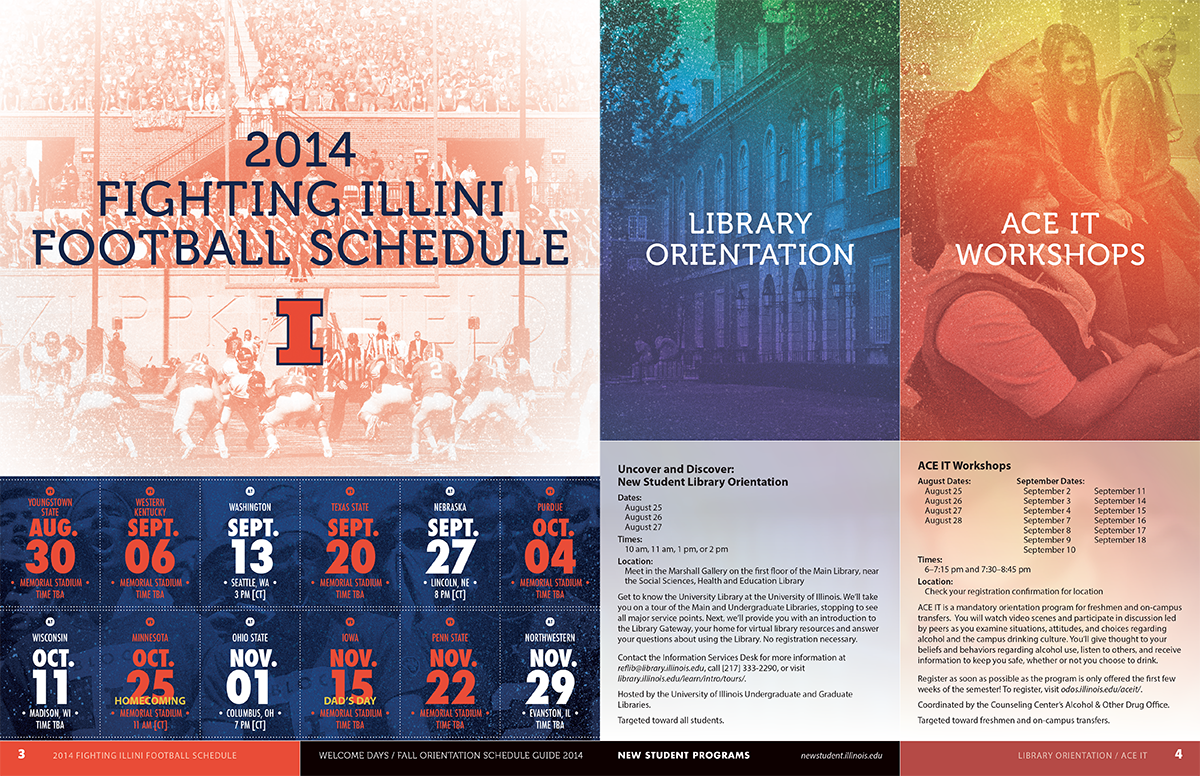 2014
FIGHTING ILLINI
FOOTBALL SCHEDULE
I
VS
YOUNGSTOWN
STATE
AUG.
30
• MEMORIAL STADIUM •
TIME TBA
VS
WESTERN
KENTUCKY
SEPT.
06
• MEMORIAL STADIUM •
TIME TBA
AT
WASHINGTON
SEPT.
13
• SEATTLE, WA •
3 PM [CT]
VS
TEXAS STATE
SEPT.
20
• MEMORIAL STADIUM •
TIME TBA
AT
NEBRASKA
SEPT.
27
• LINCOLN, NE •
8 PM [CT]
VS
PURDUE
OCT.
04
• MEMORIAL STADIUM •
TIME TBA
AT
WISCONSIN
OCT.
11
• MADISON, WI •
TIME TBA
VS
MINNESOTA
OCT.
25
HOMECOMING
• MEMORIAL STADIUM •
11 AM [CT]
AT
OHIO STATE
NOV.
01
• COLUMBUS, OH •
7 PM [CT]
VS
IOWA
NOV.
15
DAD'S DAY
• MEMORIAL STADIUM •
TIME TBA
VS
PENN STATE
NOV.
22
• MEMORIAL STADIUM •
TIME TBA
AT
NORTHWESTERN
NOV.
29
• EVANSTON, IL •
TIME TBA
3 2014 FIGHTING ILLINI FOOTBALL SCHEDULE
WELCOME DAYS / FALL ORIENTATION SCHEDULE GUIDE 2014
LIBRARY
ORIENTATION
Uncover and Discover:
New Student Library Orientation
Dates:
August 25
August 26
August 27
Times:
10 am, 11 am, 1 pm, or 2 pm
Location:
Meet in the Marshall Gallery on the first floor of the Main Library, near
the Social Sciences, Health and Education Library
Get to know the University Library at the University of Illinois. We'll take
you on a tour of the Main and Undergraduate Libraries, stopping to see
all major service points. Next, we'll provide you with an introduction to
the Library Gateway, your home for virtual library resources and answer
your questions about using the Library. No registration necessary.
Contact the Information Services Desk for more information at
reflib@library.illinois.edu, call (217) 333-2290, or visit
library.illinois.edu/learn/intro/tours/.
Hosted by the University of Illinois Undergraduate and Graduate
Libraries.
Targeted toward all students.
ACE IT
WORKSHOPS
ACE IT Workshops
August Dates:
August 25
August 26
August 27
August 28
September Dates:
September 2
September 3
September 4
September 7
September 8
September 9
September 10
September 11
September 14
September 15
September 16
September 17
September 18
Times:
6–7:15 pm and 7:30–8:45 pm
Location:
Check your registration confirmation for location
ACE IT is a mandatory orientation program for freshmen and on-campus
transfers. You will watch video scenes and participate in discussion led
by peers as you examine situations, attitudes, and choices regarding
alcohol and the campus drinking culture. You'll give thought to your
beliefs and behaviors regarding alcohol use, listen to others, and receive
information to keep you safe, whether or not you choose to drink.
Register as soon as possible as the program is only offered the first few
weeks of the semester! To register, visit odos.illinois.edu/aceit/.
Coordinated by the Counseling Center's Alcohol & Other Drug Office.
Targeted toward freshmen and on-campus transfers.
NEW STUDENT PROGRAMS
newstudent.illinois.edu
LIBRARY ORIENTATION / ACE IT 4